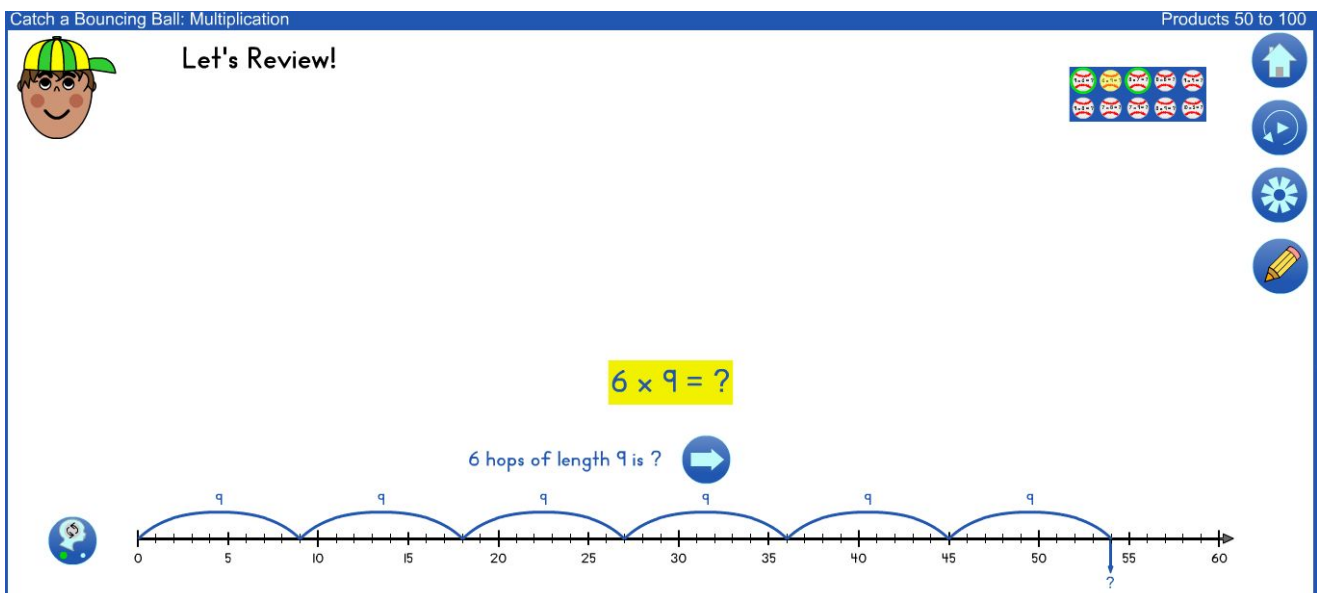 Catch a Bouncing Ball: Multiplication
Products 50 to 100
Let's Review!
6 x 9 = ?
6 hops of length 9 is ?
9 9 9 9 9 9
0 5 10 15 20 25 30 35 40 45 50 55 60
?